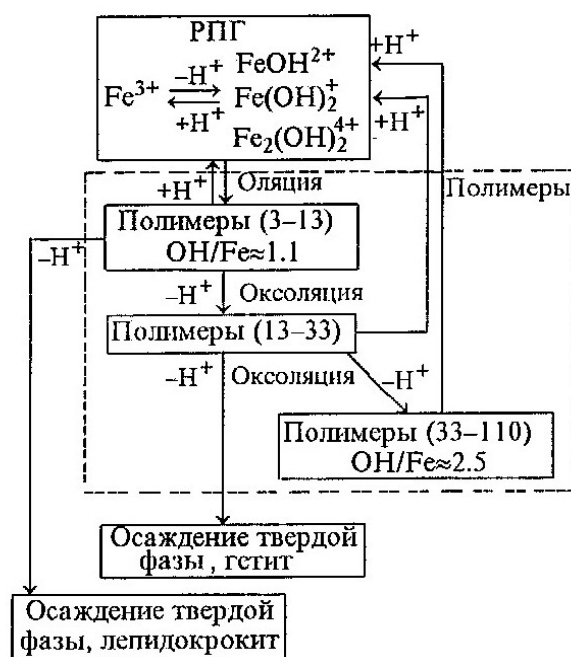 РПГ
Fe³⁺
–H⁺
+H⁺
FeOH²⁺
Fe(OH)₂⁺
Fe₂(OH)₂⁴⁺
+H⁺
+H⁺
+H⁺
Оляция
Полимеры
Полимеры (3–13)
OH/Fe≈1.1
–H⁺
–H⁺
Оксоляция
Полимеры (13–33)
–H⁺
Оксоляция
–H⁺
Полимеры (33–110)
OH/Fe≈2.5
Осаждение твердой
фазы, гетит
Осаждение твердой
фазы, лепидокрокит